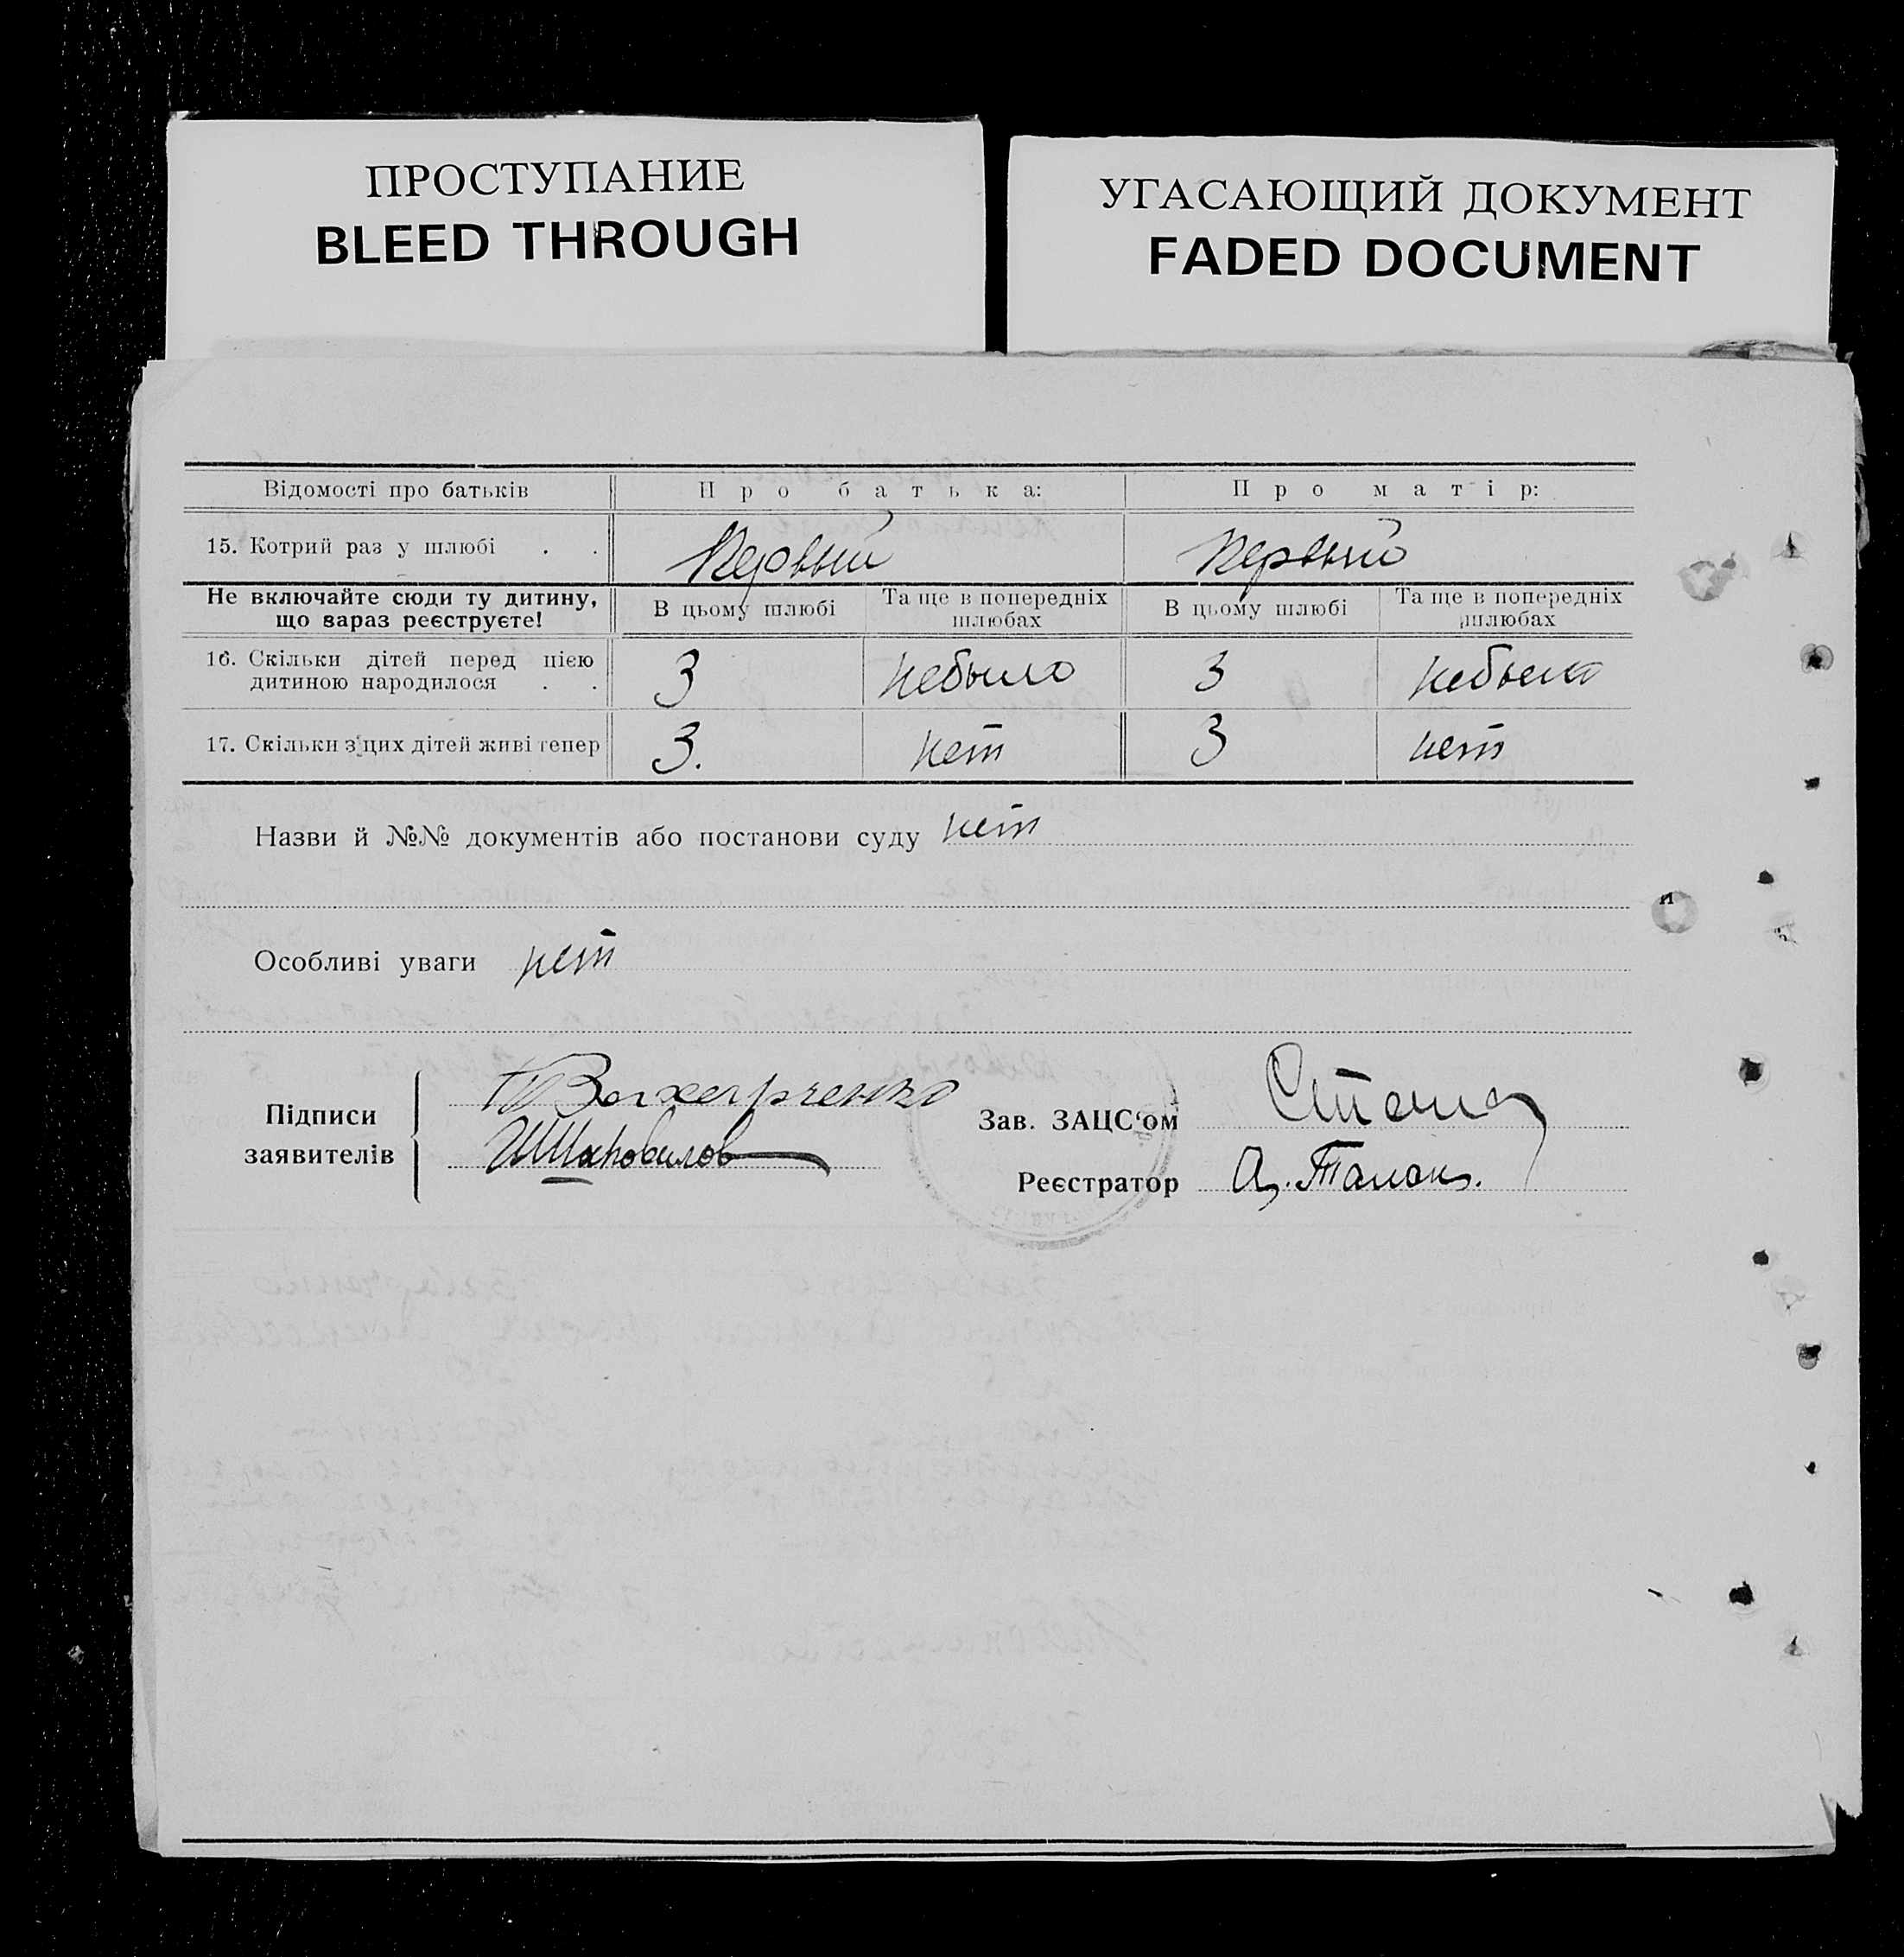 ПРОСТУПАНИЕ
BLEED THROUGH
УГАСАЮЩИЙ ДОКУМЕНТ
FADED DOCUMENT
Відомості про батьків Про батька: Про матір:
15. Котрий раз у шлюбі . . Первый Первый
Не включайте сюди ту дитину, що зараз реєструєте! В цьому шлюбі Та ще в попередніх шлюбах В цьому шлюбі Та ще в попередніх шлюбах
16. Скільки дітей перед цією дитиною народилося . . 3 небыло 3 небыло
17. Скільки з цих дітей живі тепер 3. нет 3 нет
Назви й №№ документів або постанови суду нет
Особливі уваги нет
Підписи заявителів
Зав. ЗАЦС'ом
Реєстратор